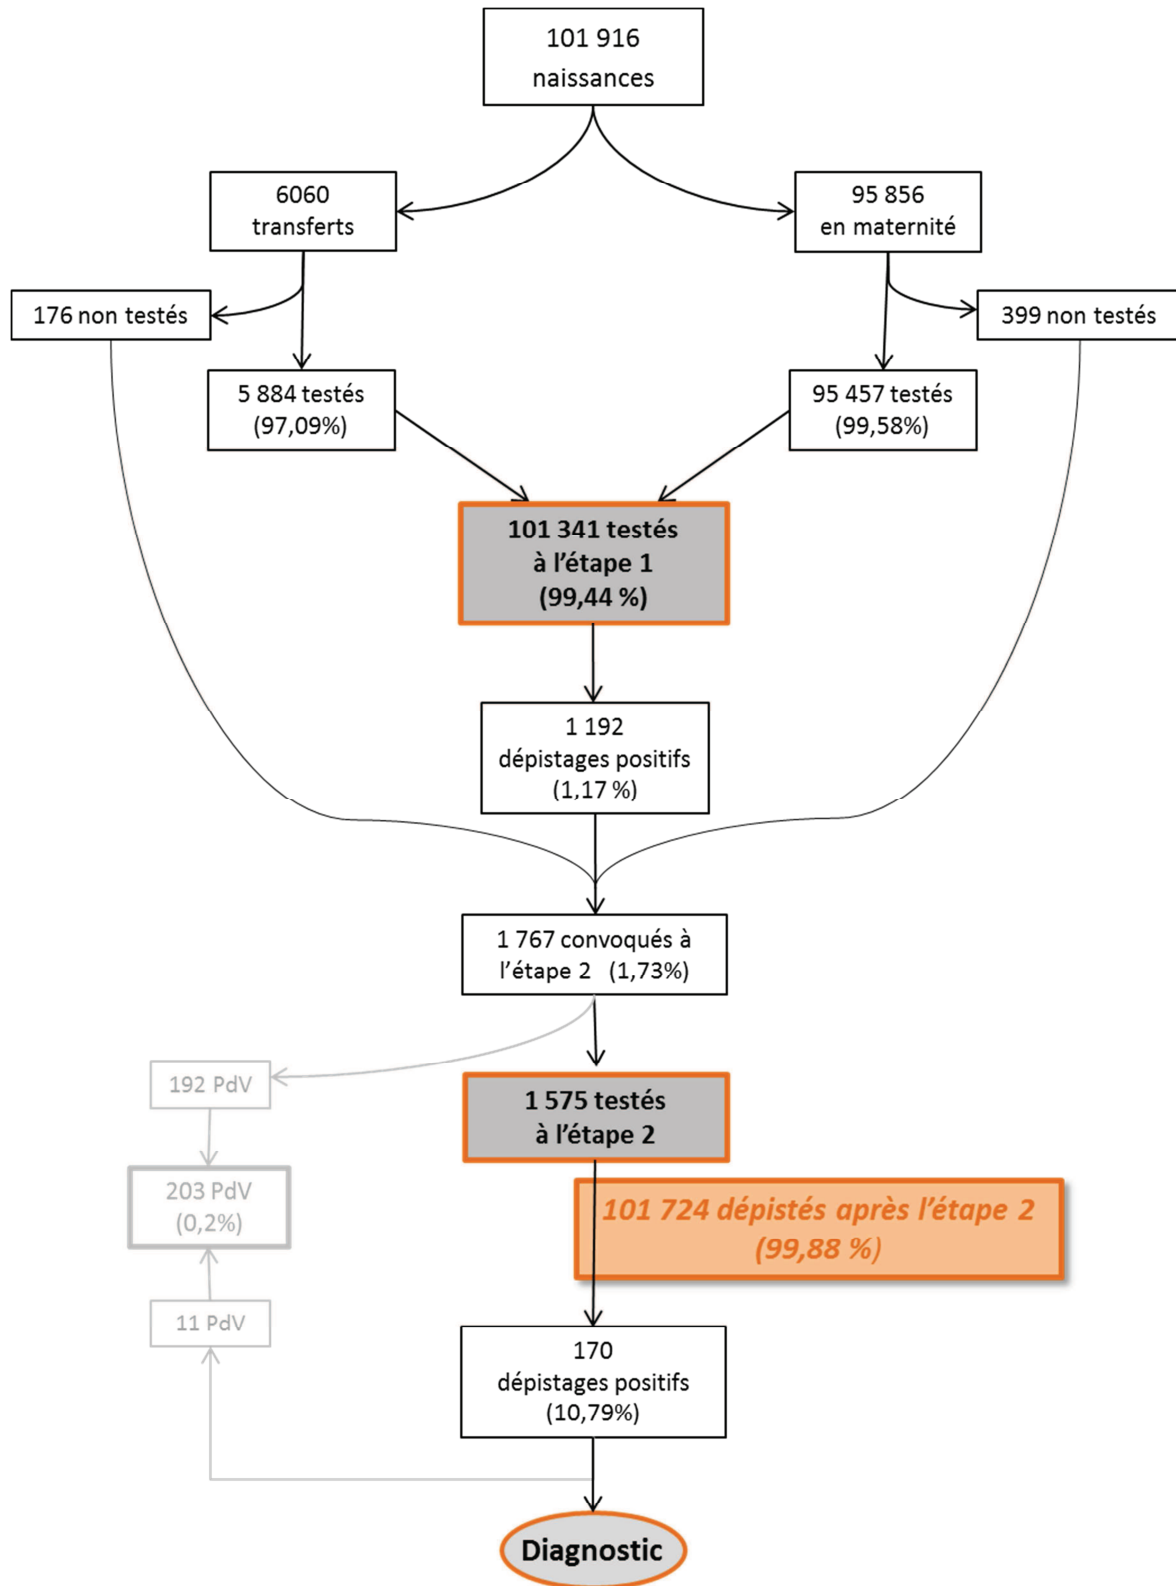 101 916
naissances
6060
transferts
95 856
en maternité
176 non testés
399 non testés
5 884 testés
(97,09%)
95 457 testés
(99,58%)
101 341 testés
à l’étape 1
(99,44 %)
1 192
dépistages positifs
(1,17 %)
1 767 convoqués à
l’étape 2 (1,73%)
192 PdV
1 575 testés
à l’étape 2
203 PdV
(0,2%)
101 724 dépistés après l’étape 2
(99,88 %)
11 PdV
170
dépistages positifs
(10,79%)
Diagnostic